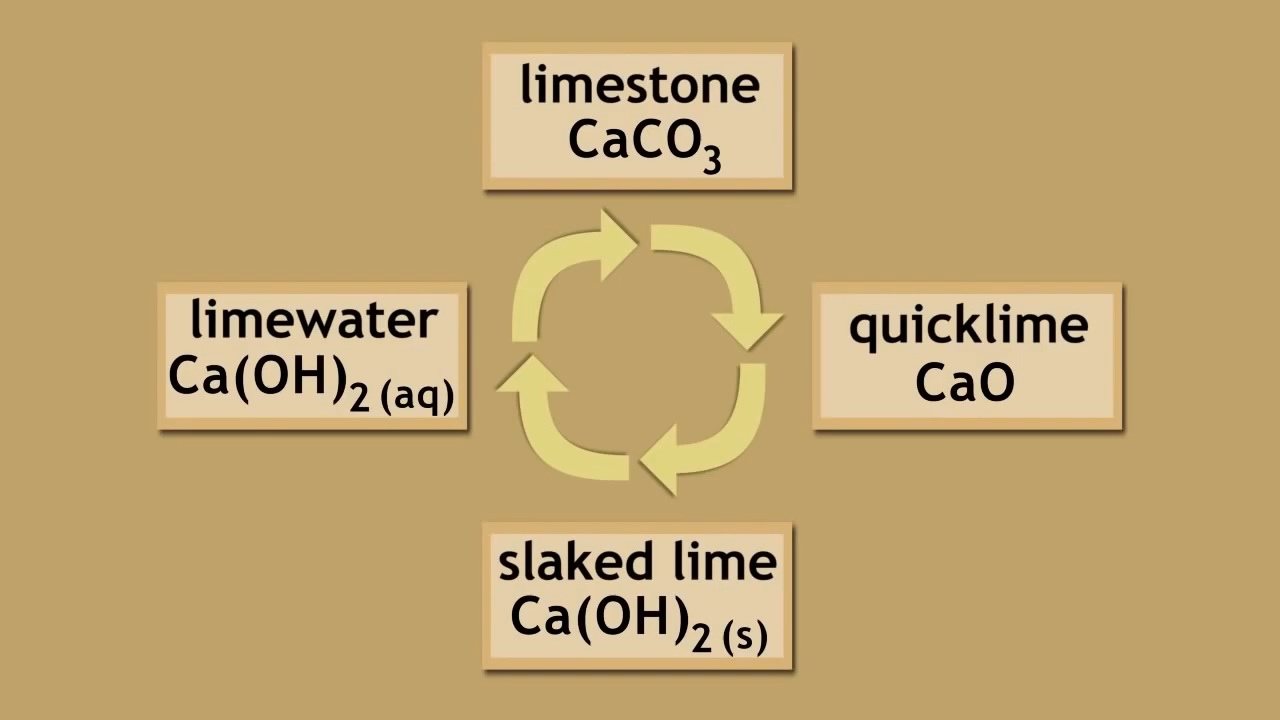 limestone
CaCO₃
limewater
Ca(OH)₂ (aq)
quicklime
CaO
slaked lime
Ca(OH)₂ (s)